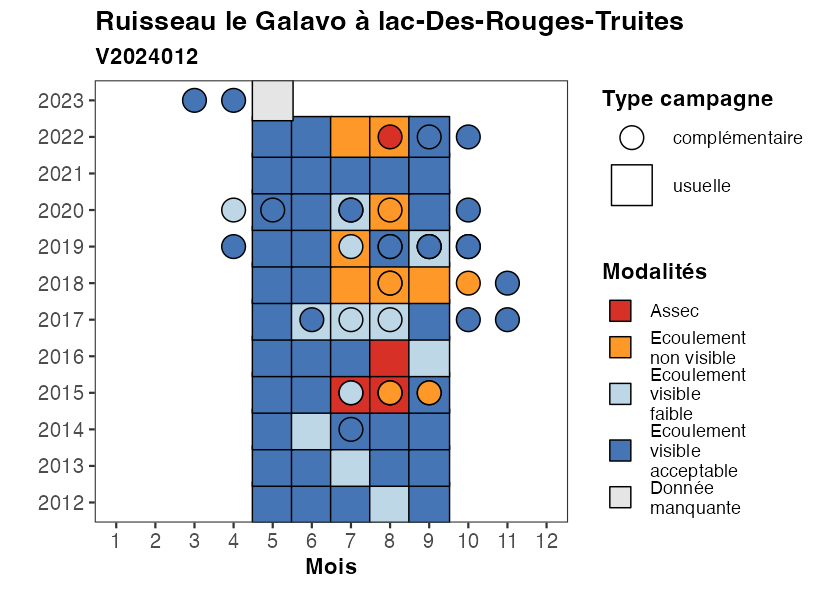 Ruisseau le Galavo à lac-Des-Rouges-Truites
V2024012
2023
2022
2021
2020
2019
2018
2017
2016
2015
2014
2013
2012
1 2 3 4 5 6 7 8 9 10 11 12
Mois
Type campagne
complémentaire
usuelle
Modalités
Assec
Ecoulement
non visible
Ecoulement
visible
faible
Ecoulement
visible
acceptable
Donnée
manquante